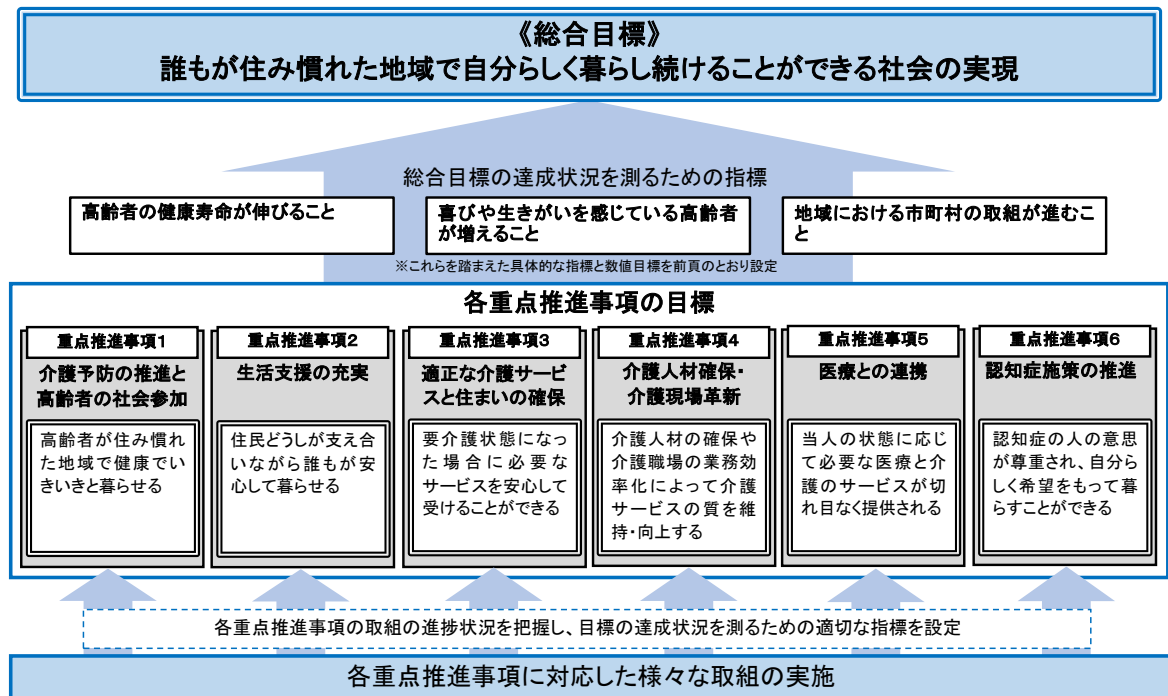 《総合目標》
誰もが住み慣れた地域で自分らしく暮らし続けることができる社会の実現
総合目標の達成状況を測るための指標
高齢者の健康寿命が伸びること
喜びや生きがいを感じている高齢者
が増えること
地域における市町村の取組が進むこ
と
※これらを踏まえた具体的な指標と数値目標を前頁のとおり設定
各重点推進事項の目標
重点推進事項1
介護予防の推進と
高齢者の社会参加
高齢者が住み慣れ
た地域で健康でい
きいきと暮らせる
重点推進事項2
生活支援の充実
住民どうしが支え合
いながら誰もが安
心して暮らせる
重点推進事項3
適正な介護サービ
スと住まいの確保
要介護状態になっ
た場合に必要な
サービスを安心して
受けることができる
重点推進事項4
介護人材確保・
介護現場革新
介護人材の確保や
介護職場の業務効
率化によって介護
サービスの質を維
持・向上する
重点推進事項5
医療との連携
当人の状態に応じ
て必要な医療と介
護のサービスが切
れ目なく提供される
重点推進事項6
認知症施策の推進
認知症の人の意思
が尊重され、自分ら
しく希望をもって暮
らすことができる
各重点推進事項の取組の進捗状況を把握し、目標の達成状況を測るための適切な指標を設定
各重点推進事項に対応した様々な取組の実施